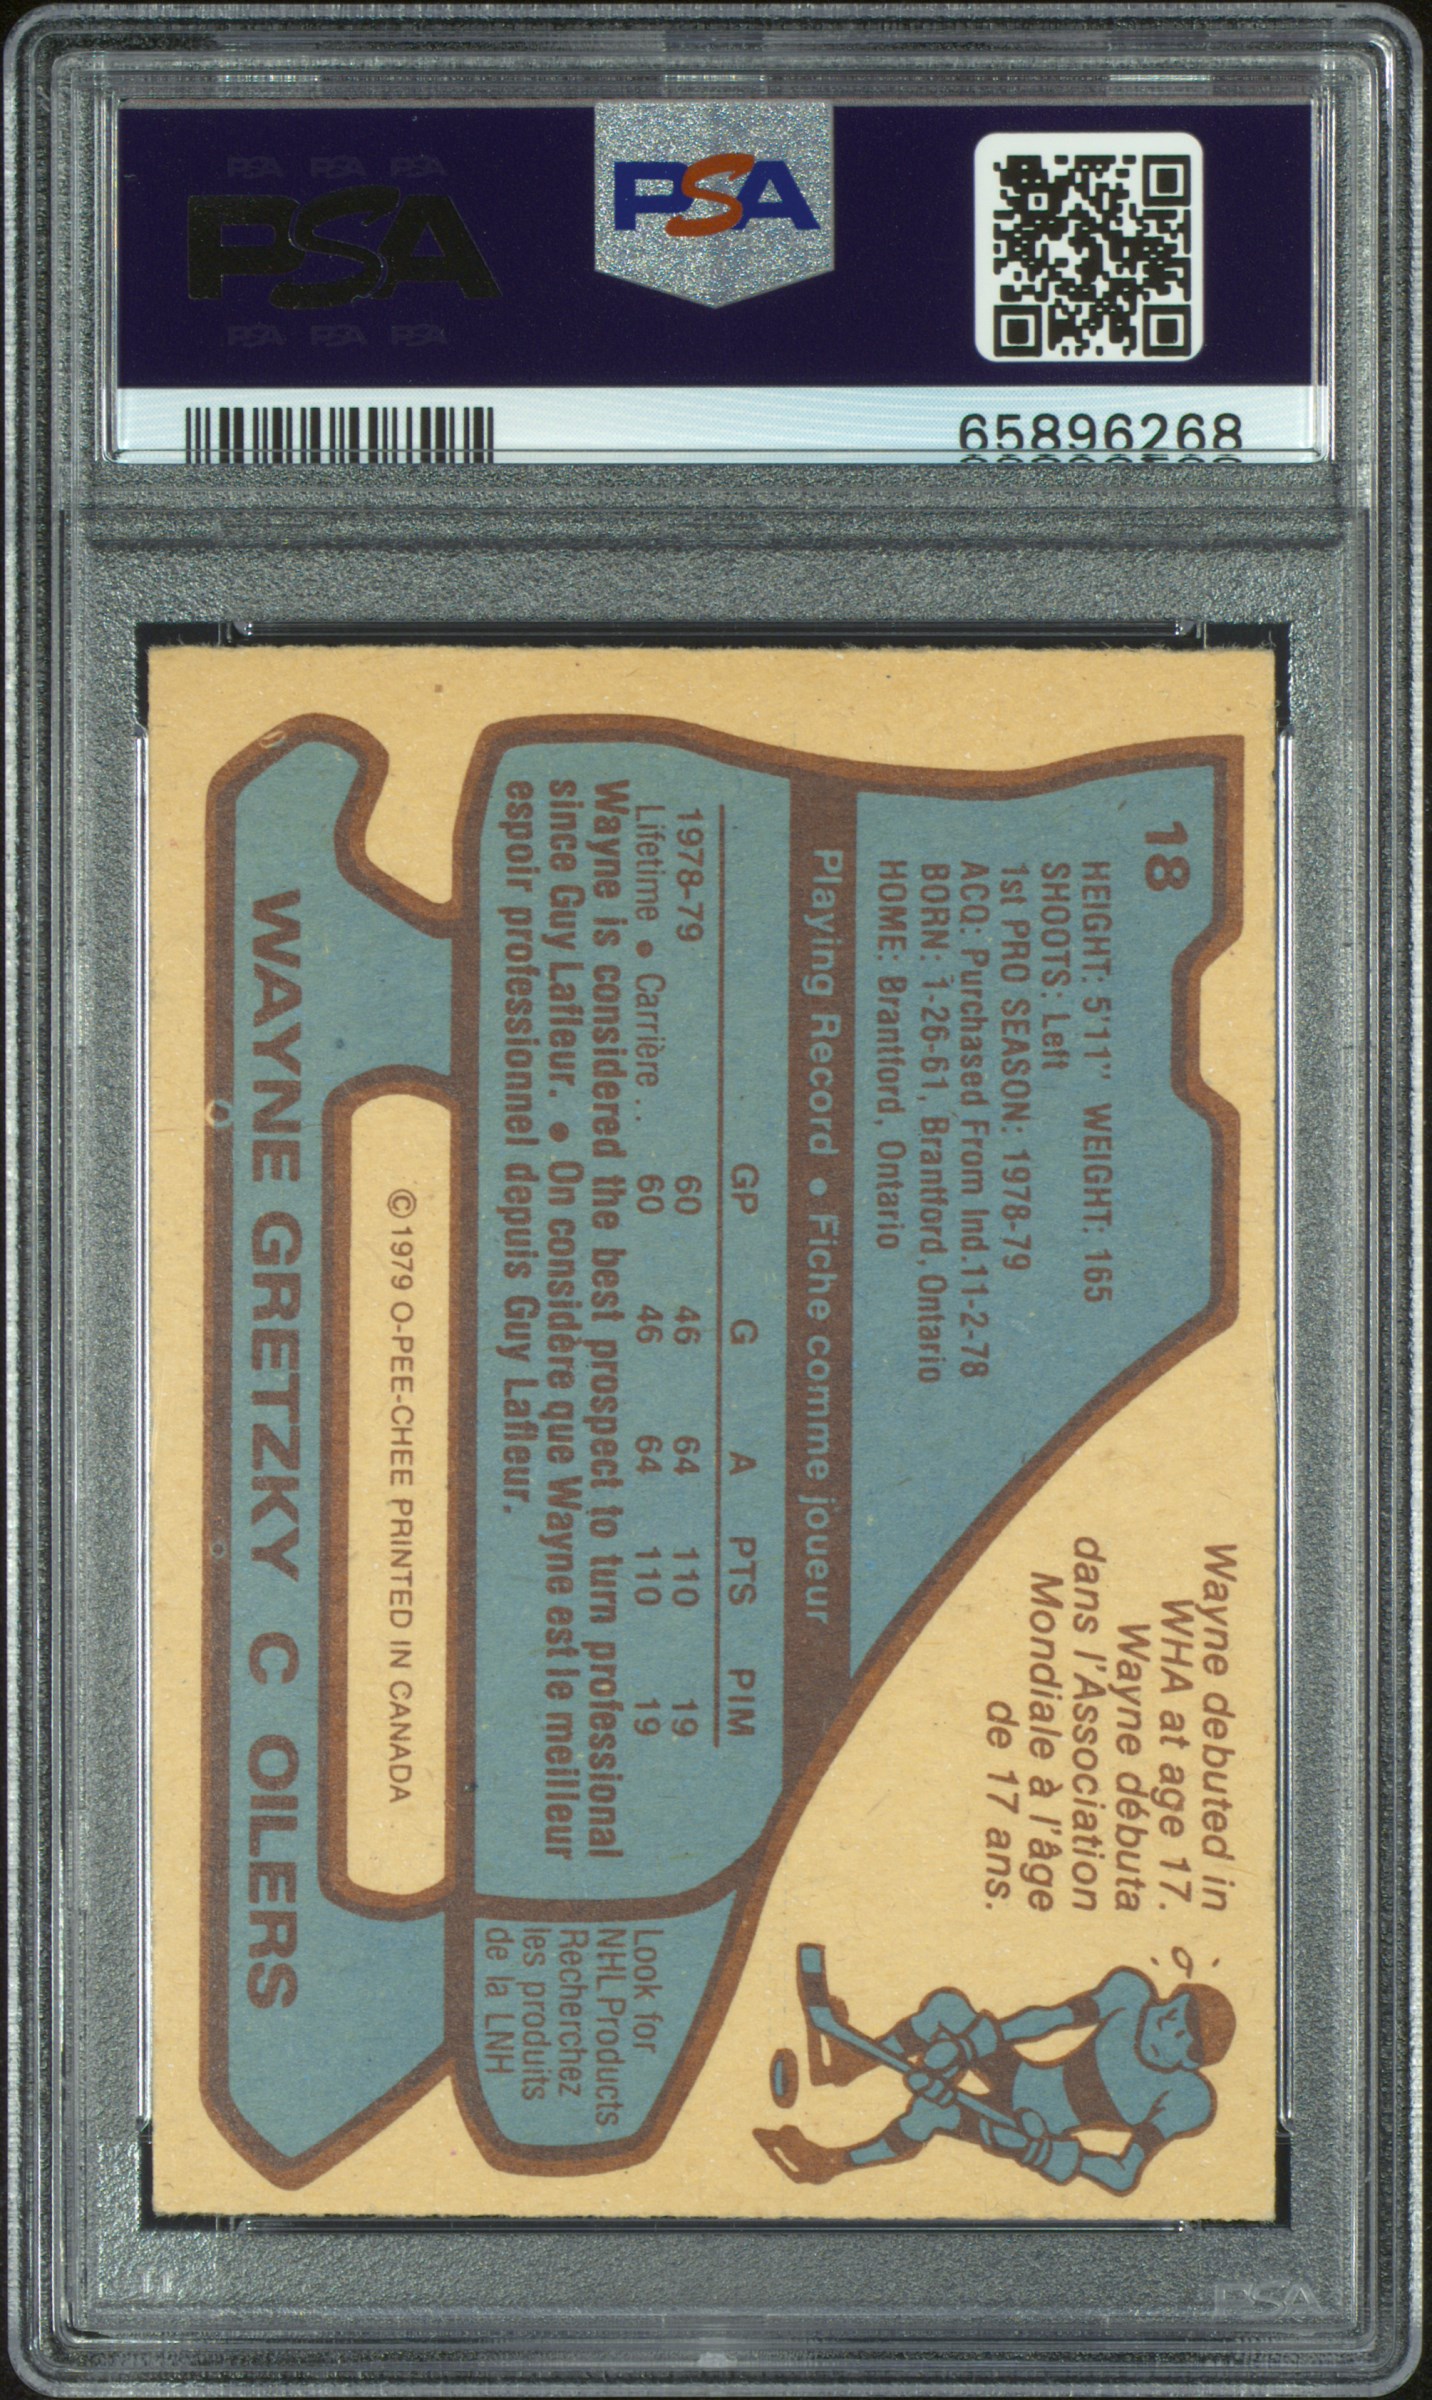 PSA PSA PSA
PSA
PSA PSA PSA
PSA
65896268
18
HEIGHT: 5'11" WEIGHT: 165
SHOOTS: Left
1st PRO SEASON: 1978-79
ACQ: Purchased From Ind.11-2-78
BORN: 1-26-61, Brantford, Ontario
HOME: Brantford, Ontario
Wayne debuted in
WHA at age 17.
Wayne débuta
dans l'Association
Mondiale à l'âge
de 17 ans.
Playing Record • Fiche comme joueur
GP G A PTS PIM
1978-79 60 46 64 110 19
Lifetime • Carrière .. 60 46 64 110 19
Wayne is considered the best prospect to turn professional
since Guy Lafleur. • On considère que Wayne est le meilleur
espoir professionnel depuis Guy Lafleur.
Look for
NHL Products
Recherchez
les produits
de la LNH
©1979 O-PEE-CHEE PRINTED IN CANADA
WAYNE GRETZKY C OILERS
PSA